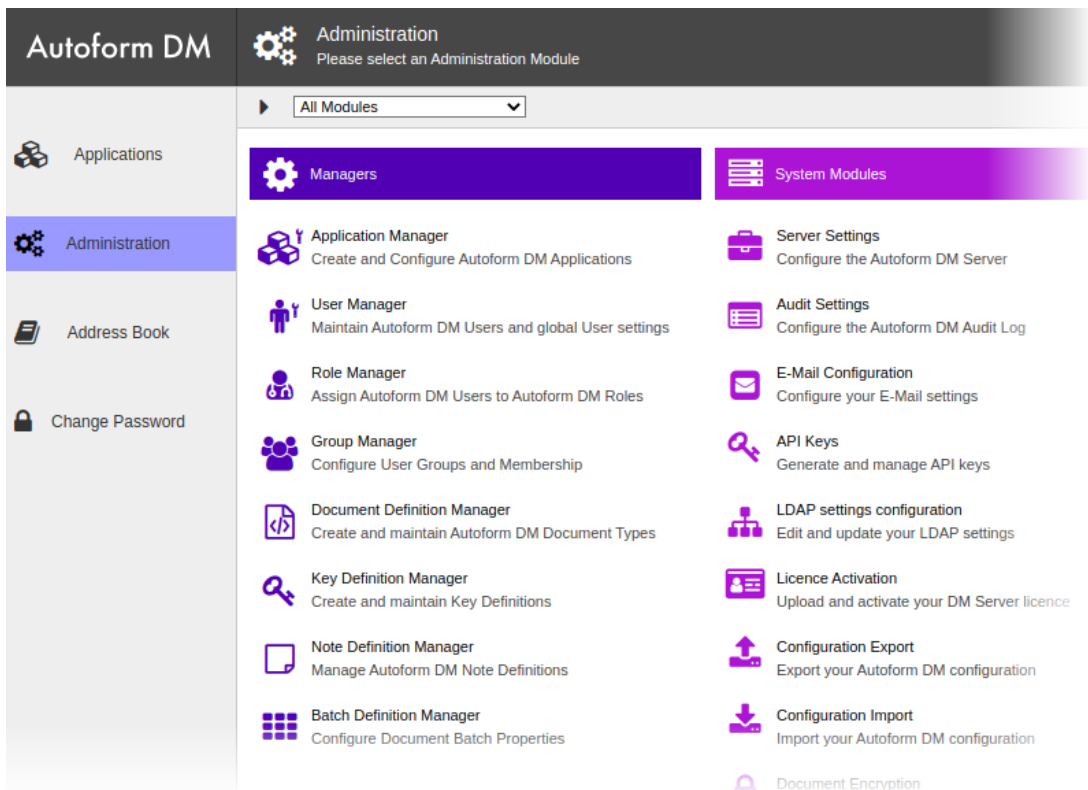 Autoform DM
Administration
Please select an Administration Module
All Modules
Applications
Administration
Address Book
Change Password
Managers
Application Manager
Create and Configure Autoform DM Applications
User Manager
Maintain Autoform DM Users and global User settings
Role Manager
Assign Autoform DM Users to Autoform DM Roles
Group Manager
Configure User Groups and Membership
Document Definition Manager
Create and maintain Autoform DM Document Types
Key Definition Manager
Create and maintain Key Definitions
Note Definition Manager
Manage Autoform DM Note Definitions
Batch Definition Manager
Configure Document Batch Properties
System Modules
Server Settings
Configure the Autoform DM Server
Audit Settings
Configure the Autoform DM Audit Log
E-Mail Configuration
Configure your E-Mail settings
API Keys
Generate and manage API keys
LDAP settings configuration
Edit and update your LDAP settings
Licence Activation
Upload and activate your DM Server licence
Configuration Export
Export your Autoform DM configuration
Configuration Import
Import your Autoform DM configuration
Document Encryption